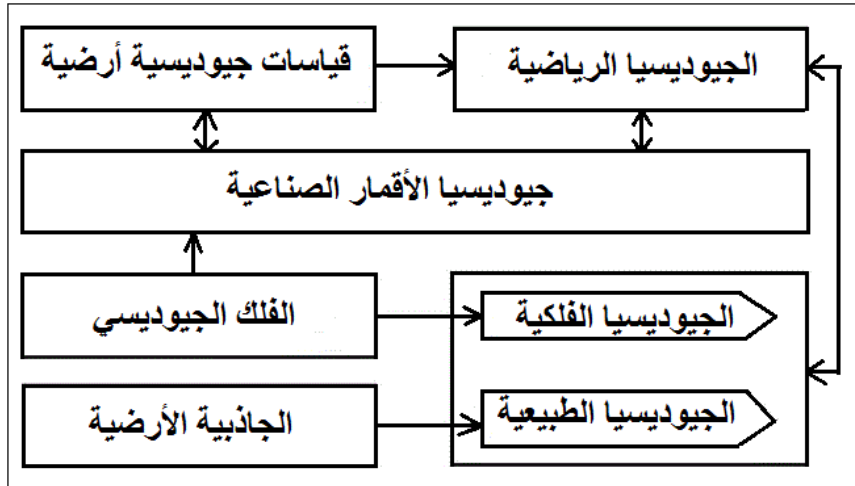 الجيوديسيا الرياضية
قياسات جيوديسية أرضية
جيوديسيا الأقمار الصناعية
الفلك الجيوديسي
الجيوديسيا الفلكية
الجاذبية الأرضية
الجيوديسيا الطبيعية